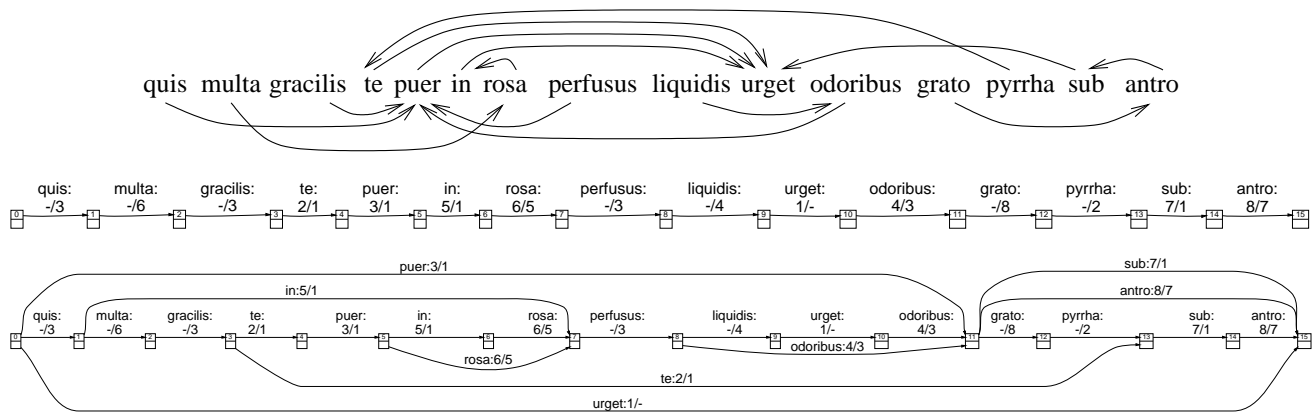 quis multa gracilis te puer in rosa perfusus liquidis urget odoribus grato pyrrha sub antro
quis: multa: gracilis: te: puer: in: rosa: perfusus: liquidis: urget: odoribus: grato: pyrrha: sub: antro:
-/3 -/6 -/3 2/1 3/1 5/1 6/5 -/3 -/4 1/- 4/3 -/8 -/2 7/1 8/7
0 1 2 3 4 5 6 7 8 9 10 11 12 13 14 15
puer:3/1 sub:7/1
in:5/1 antro:8/7
quis: multa: gracilis: te: puer: in: rosa: perfusus: liquidis: urget: odoribus: grato: pyrrha: sub: antro:
-/3 -/6 -/3 2/1 3/1 5/1 6/5 -/3 -/4 1/- 4/3 -/8 -/2 7/1 8/7
0 1 2 3 4 5 6 7 8 9 10 11 12 13 14 15
rosa:6/5 odoribus:4/3
te:2/1
urget:1/-